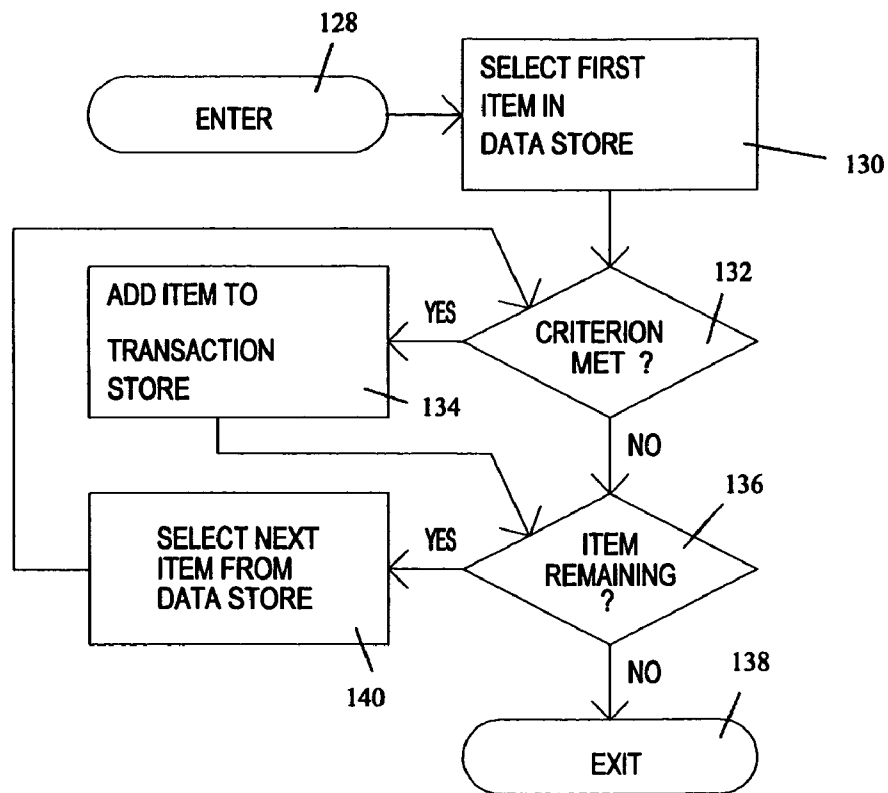 128
ENTER
SELECT FIRST
ITEM IN
DATA STORE
130
ADD ITEM TO
TRANSACTION
STORE
134
YES
CRITERION
MET ?
132
NO
SELECT NEXT
ITEM FROM
DATA STORE
140
YES
ITEM
REMAINING
?
136
NO
138
EXIT